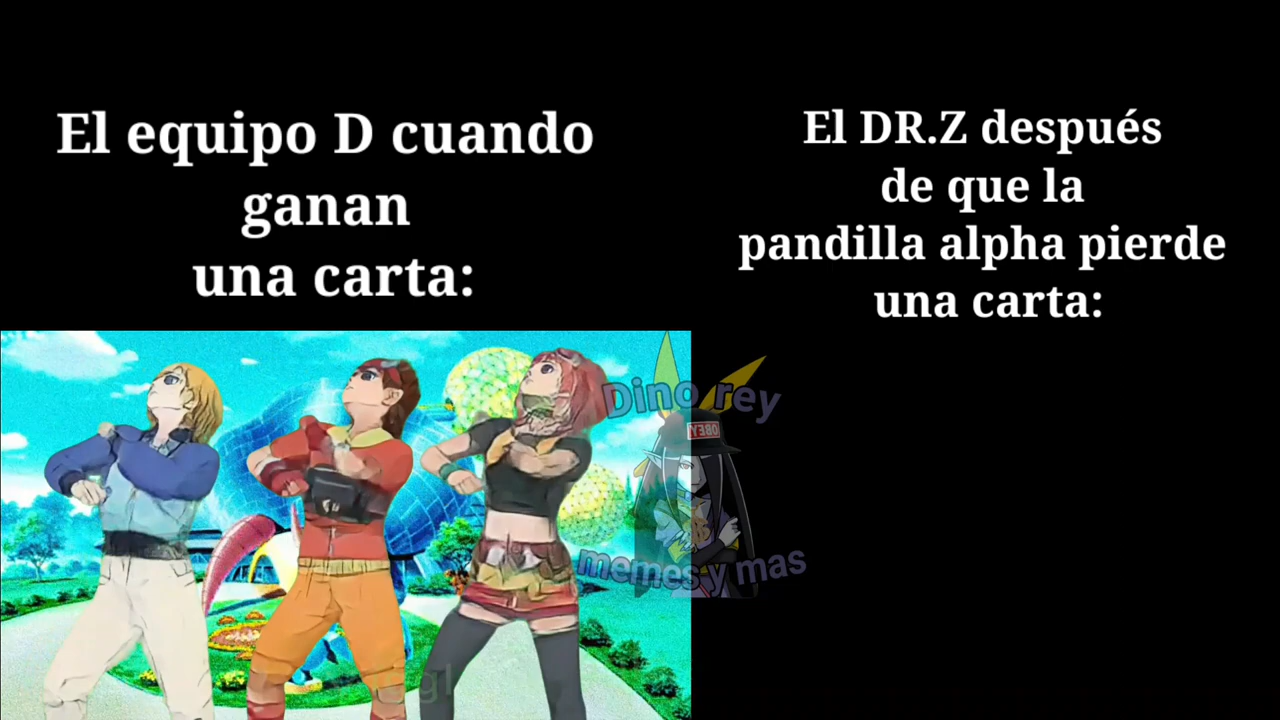 El equipo D cuando
ganan
una carta:
El DR.Z después
de que la
pandilla alpha pierde
una carta:
Dino rey
OBEY
memes y mas